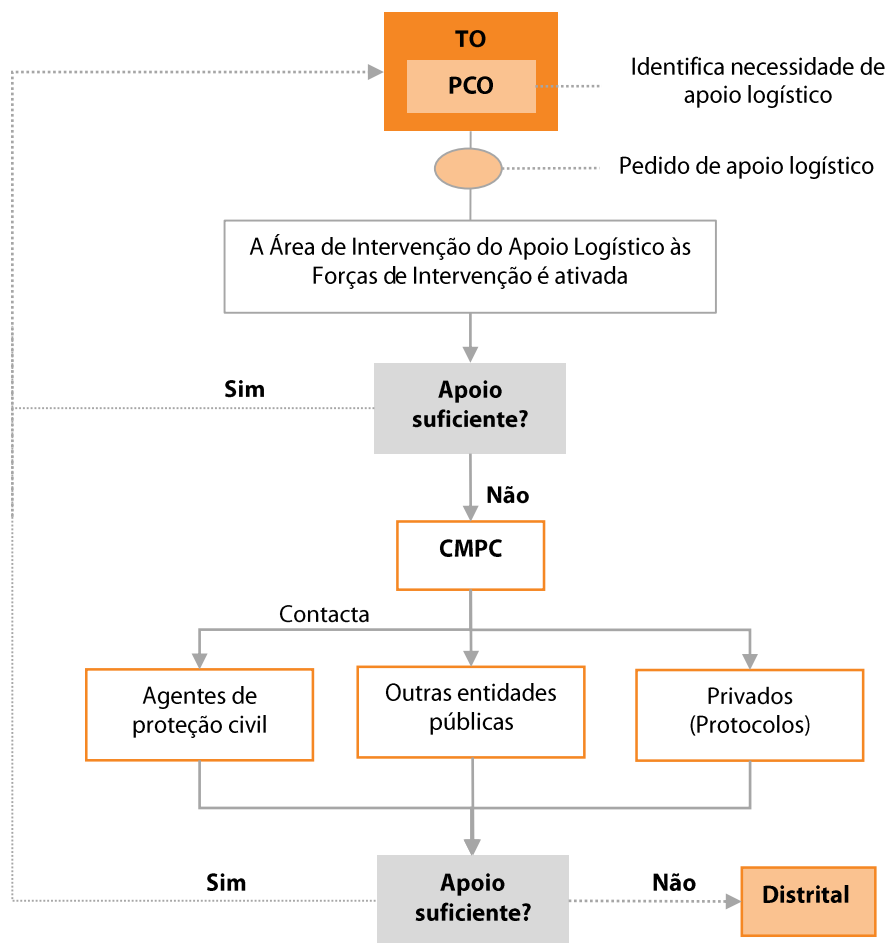 TO
PCO
Identifica necessidade de
apoio logístico
Pedido de apoio logístico
A Área de Intervenção do Apoio Logístico às
Forças de Intervenção é ativada
Sim
Apoio
suficiente?
Não
CMPC
Contacta
Agentes de
proteção civil
Outras entidades
públicas
Privados
(Protocolos)
Sim
Apoio
suficiente?
Não
Distrital